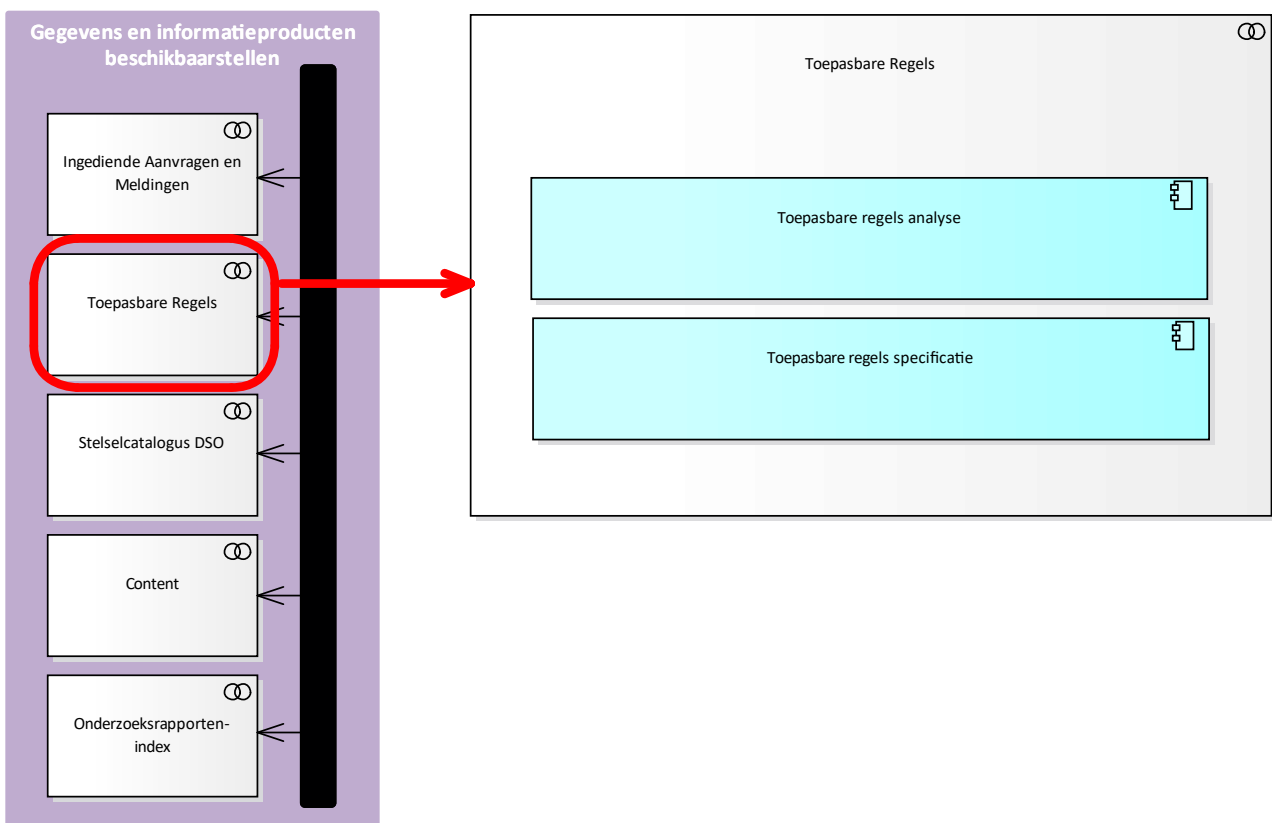 Gegevens en informatieproducten
beschikbaarstellen
Ingediende Aanvragen en
Meldingen
Toepasbare Regels
Stelselcatalogus DSO
Content
Onderzoeksrapporten-
index
Toepasbare Regels
Toepasbare regels analyse
Toepasbare regels specificatie